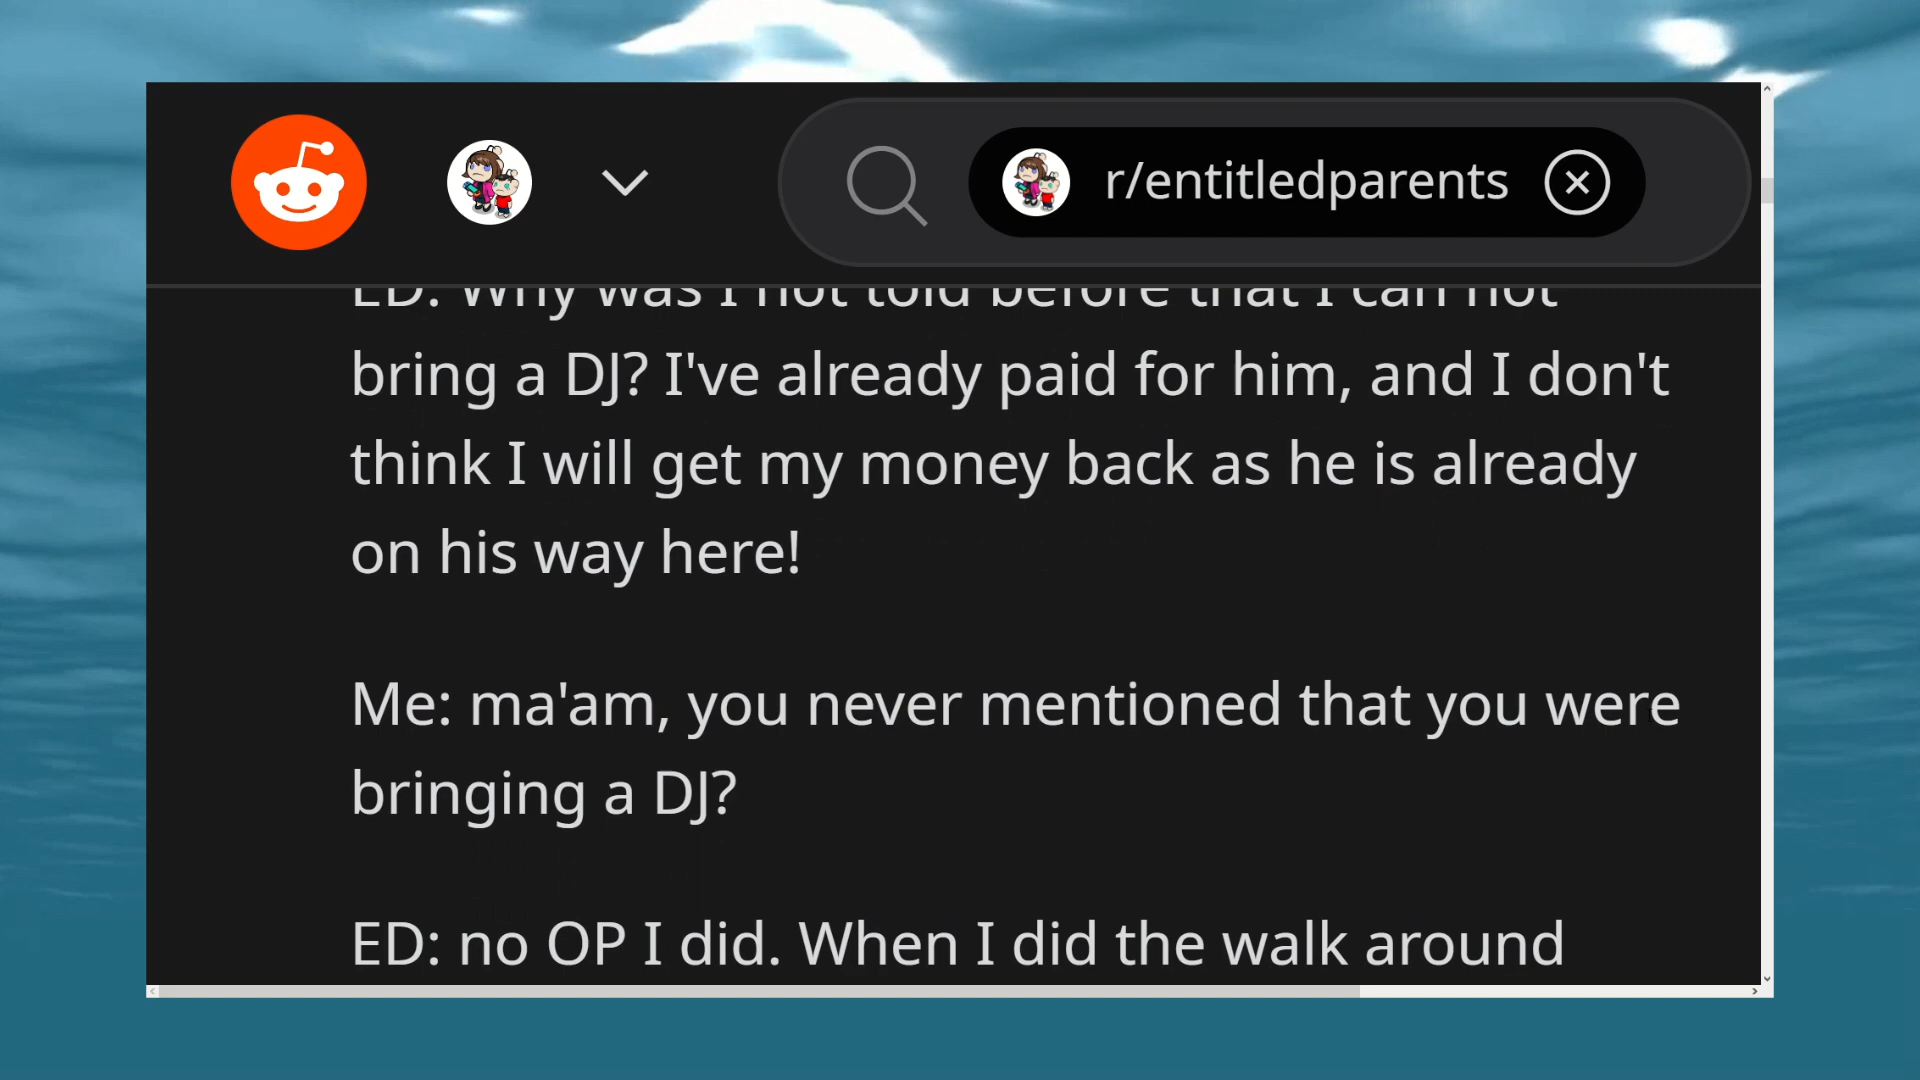 r/entitledparents
ED: Why was I not told before that I can not
bring a DJ? I've already paid for him, and I don't
think I will get my money back as he is already
on his way here!
Me: ma'am, you never mentioned that you were
bringing a DJ?
ED: no OP I did. When I did the walk around